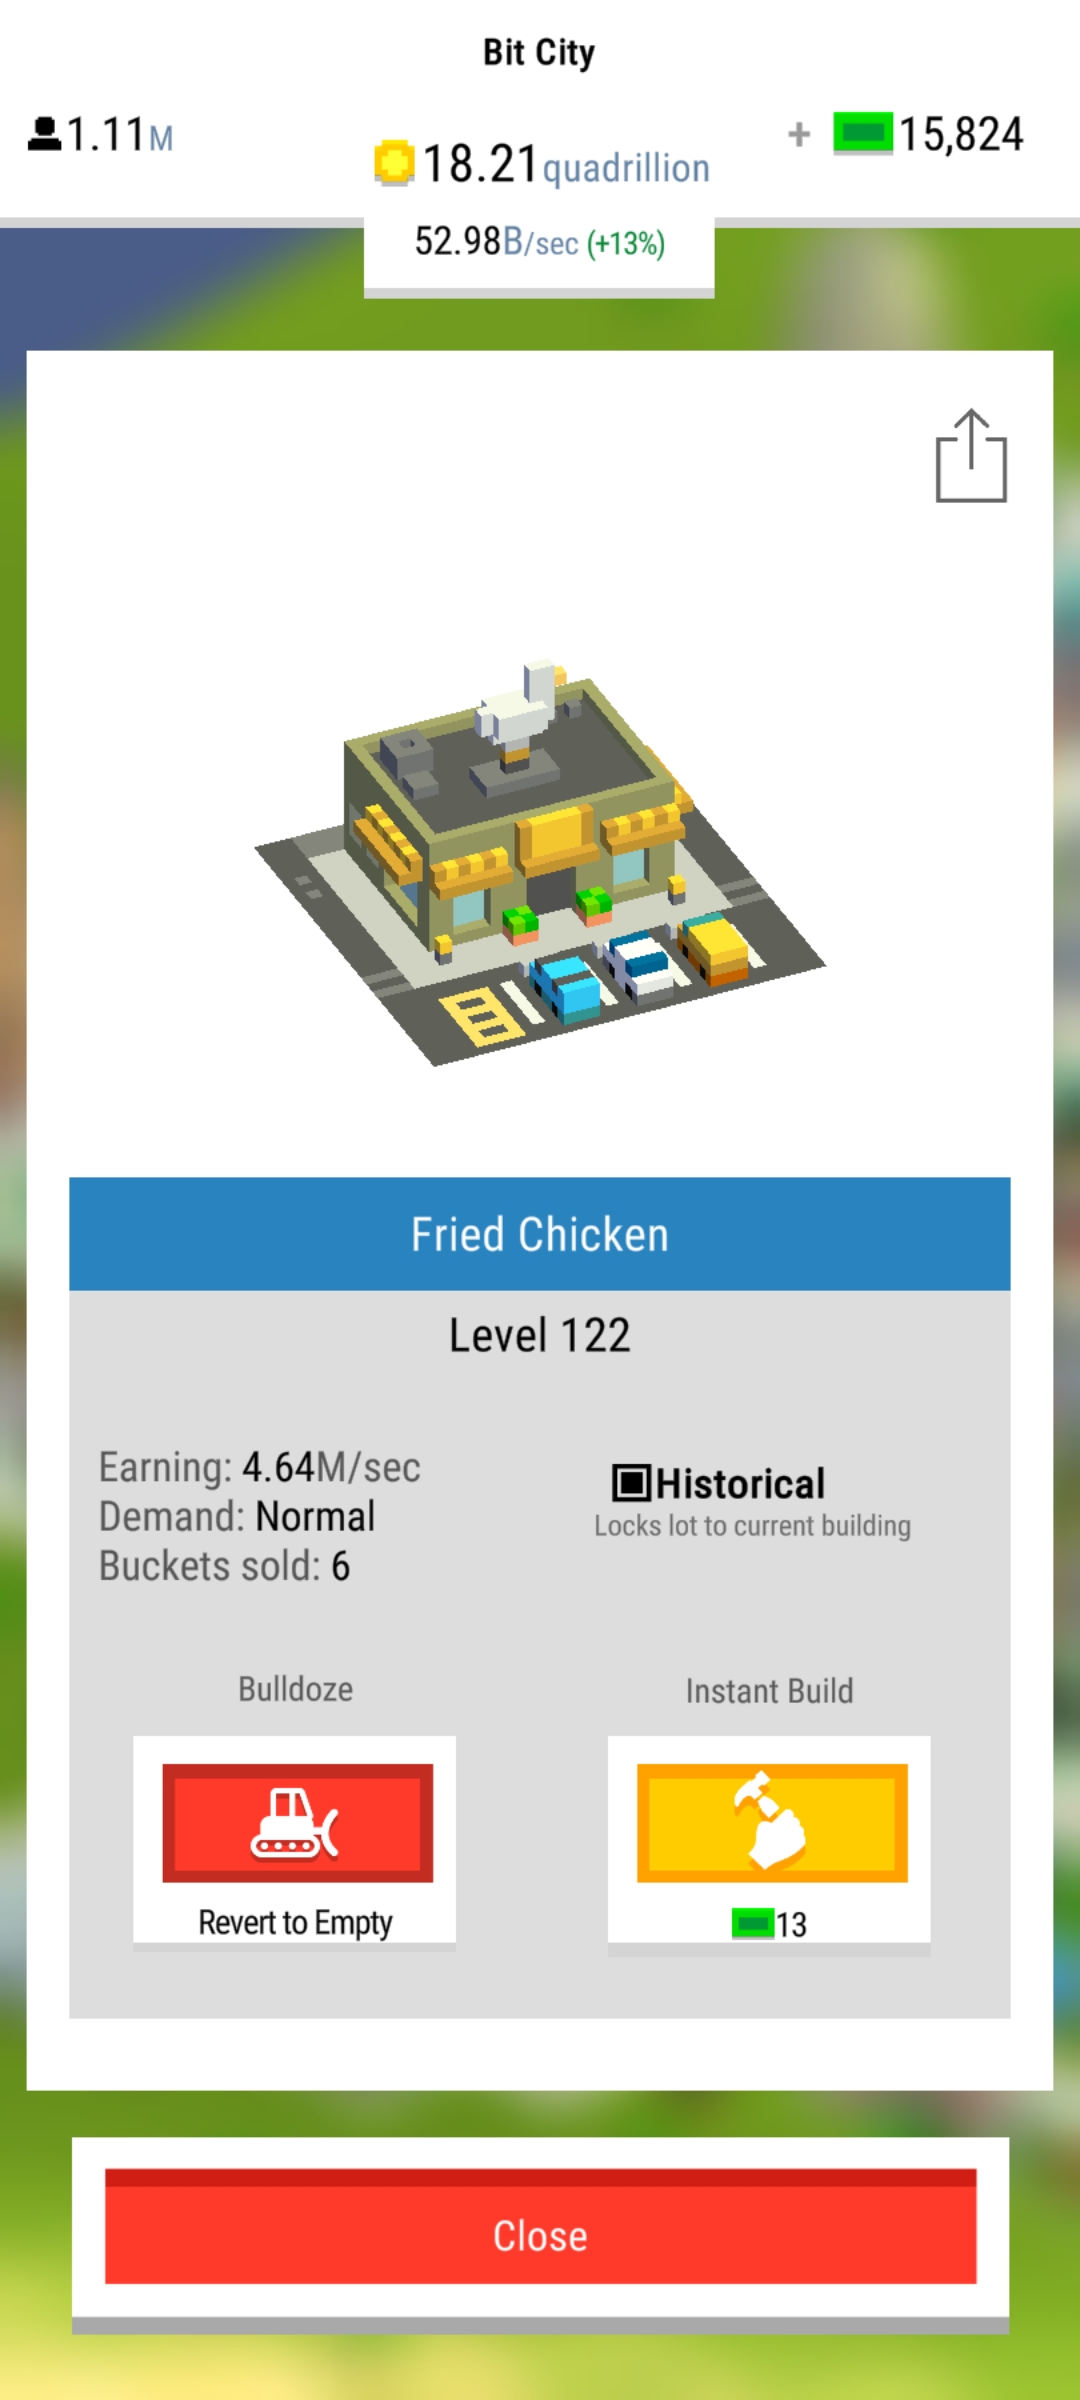 Bit City
1.11M
+ 15,824
18.21quadrillion
52.98B/sec (+13%)
Fried Chicken
Level 122
Earning: 4.64M/sec
Demand: Normal
Buckets sold: 6
Historical
Locks lot to current building
Bulldoze
Instant Build
Revert to Empty
13
Close